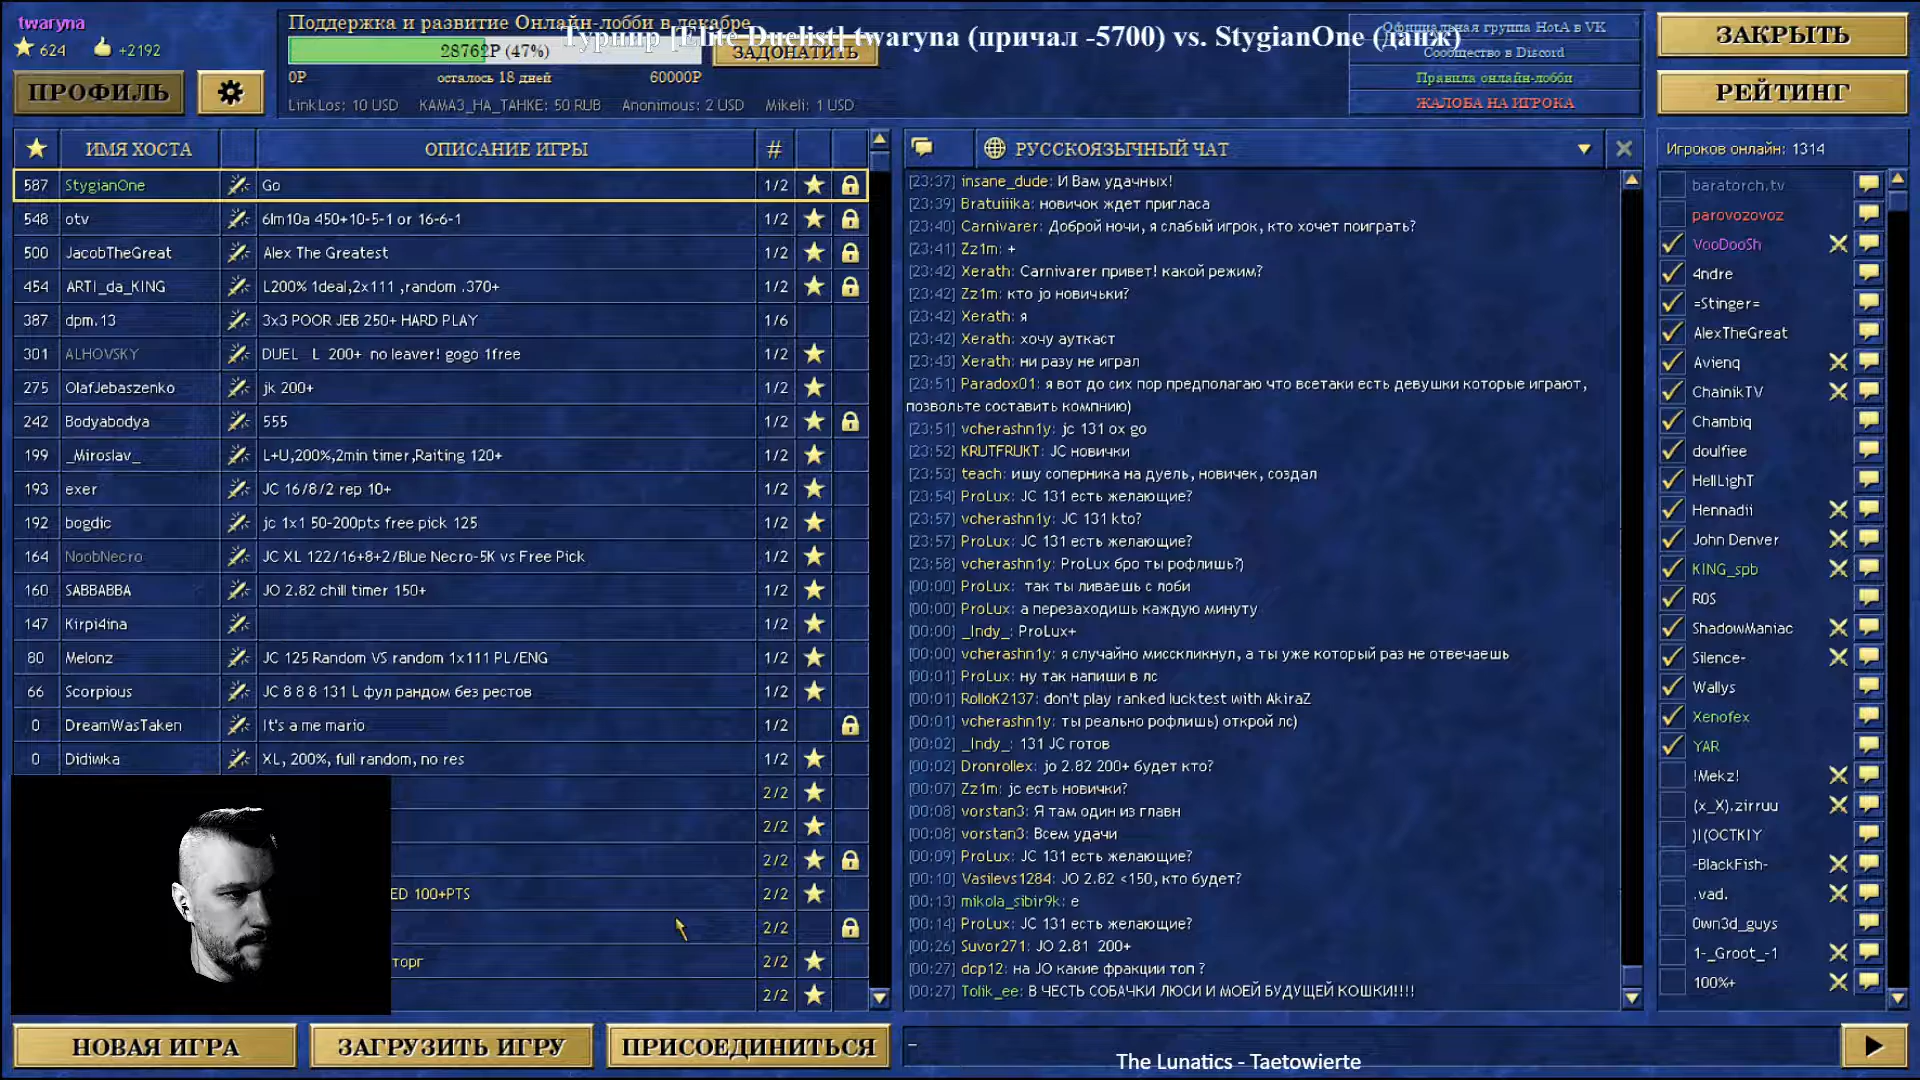 twaryna
624 +2192
ПРОФИЛЬ
Поддержка и развитие Онлайн-лобби в декабре
28762Р (47%)
ЗАДОНАТИТЬ
0Р осталось 18 дней 60000Р
LinkLos: 10 USD КАМАЗ_НА_ТАНКЕ: 50 RUB Anonimous: 2 USD Mikeli: 1 USD
Турнир [Elite Duelist] twaryna (причал -5700) vs. StygianOne (данж)
Официальная группа HotA в VK
Сообщество в Discord
Правила онлайн-лобби
ЖАЛОБА НА ИГРОКА
ЗАКРЫТЬ
РЕЙТИНГ
ИМЯ ХОСТА ОПИСАНИЕ ИГРЫ #
587 StygianOne Go 1/2
548 otv 6lm10a 450+10-5-1 or 16-6-1 1/2
500 JacobTheGreat Alex The Greatest 1/2
454 ARTI_da_KING L200% 1deal,2x111 ,random .370+ 1/2
387 dpm.13 3x3 POOR JEB 250+ HARD PLAY 1/6
301 ALHOVSKY DUEL L 200+ no leaver! gogo 1free 1/2
275 OlafJebaszenko jk 200+ 1/2
242 Bodyabodya 555 1/2
199 _Miroslav_ L+U,200%,2min timer,Raiting 120+ 1/2
193 exer JC 16/8/2 rep 10+ 1/2
192 bogdic jc 1x1 50-200pts free pick 125 1/2
164 NoobNecro JC XL 122/16+8+2/Blue Necro-5K vs Free Pick 1/2
160 SABBABBA JO 2.82 chill timer 150+ 1/2
147 Kirpi4ina 1/2
80 Melonz JC 125 Random VS random 1x111 PL/ENG 1/2
66 Scorpious JC 8 8 8 131 L фул рандом без рестов 1/2
0 DreamWasTaken It's a me mario 1/2
0 Didiwka XL, 200%, full random, no res 1/2
2/2
2/2
2/2
ED 100+PTS 2/2
2/2
торг 2/2
2/2
НОВАЯ ИГРА
ЗАГРУЗИТЬ ИГРУ
ПРИСОЕДИНИТЬСЯ
РУССКОЯЗЫЧНЫЙ ЧАТ
[23:37] insane_dude: И Вам удачных!
[23:39] Bratuiiika: новичок ждет пригласа
[23:40] Carnivarer: Доброй ночи, я слабый игрок, кто хочет поиграть?
[23:41] Zz1m: +
[23:42] Xerath: Carnivarer привет! какой режим?
[23:42] Zz1m: кто jo новичьки?
[23:42] Xerath: я
[23:42] Xerath: хочу ауткаст
[23:43] Xerath: ни разу не играл
[23:51] Paradox01: я вот до сих пор предполагаю что всетаки есть девушки которые играют,
позвольте составить компнию)
[23:51] vcherashn1y: jc 131 ox go
[23:52] KRUTFRUKT: JC новички
[23:53] teach: ишу соперника на дуель, новичек, создал
[23:54] ProLux: JC 131 есть желающие?
[23:57] vcherashn1y: JC 131 kto?
[23:57] ProLux: JC 131 есть желающие?
[23:58] vcherashn1y: ProLux бро ты рофлишь?)
[00:00] ProLux: так ты ливаешь с лоби
[00:00] ProLux: а перезаходишь каждую минуту
[00:00] _Indy_: ProLux+
[00:00] vcherashn1y: я случайно мисскликнул, а ты уже который раз не отвечаешь
[00:01] ProLux: ну так напиши в лс
[00:01] RolloK2137: don't play ranked lucktest with AkiraZ
[00:01] vcherashn1y: ты реально рофлишь) открой лс)
[00:02] _Indy_: 131 JC готов
[00:02] Dronrollex: jo 2.82 200+ будет кто?
[00:07] Zz1m: jc есть новички?
[00:08] vorstan3: Я там один из главн
[00:08] vorstan3: Всем удачи
[00:09] ProLux: JC 131 есть желающие?
[00:10] Vasilevs1284: JO 2.82 <150, кто будет?
[00:13] mikola_sibir9k: е
[00:14] ProLux: JC 131 есть желающие?
[00:26] Suvor271: JO 2.81 200+
[00:27] dcp12: на JO какие фракции топ ?
[00:27] Tolik_ee: В ЧЕСТЬ СОБАЧКИ ЛЮСИ И МОЕЙ БУДУЩЕЙ КОШКИ!!!!
_
The Lunatics - Taetowierte
Игроков онлайн: 1314
baratorch.tv
parovozovoz
VooDooSh
4ndre
=Stinger=
AlexTheGreat
Avienq
ChainikTV
Chambiq
doulfiee
HellLighT
Hennadii
John Denver
KING_spb
R0S
ShadowManiac
Silence-
Wallys
Xenofex
YAR
!Mekz!
(x_X).zirruu
)I(OCTKIY
-BlackFish-
.vad.
0wn3d_guys
1-_Groot_-1
100%+